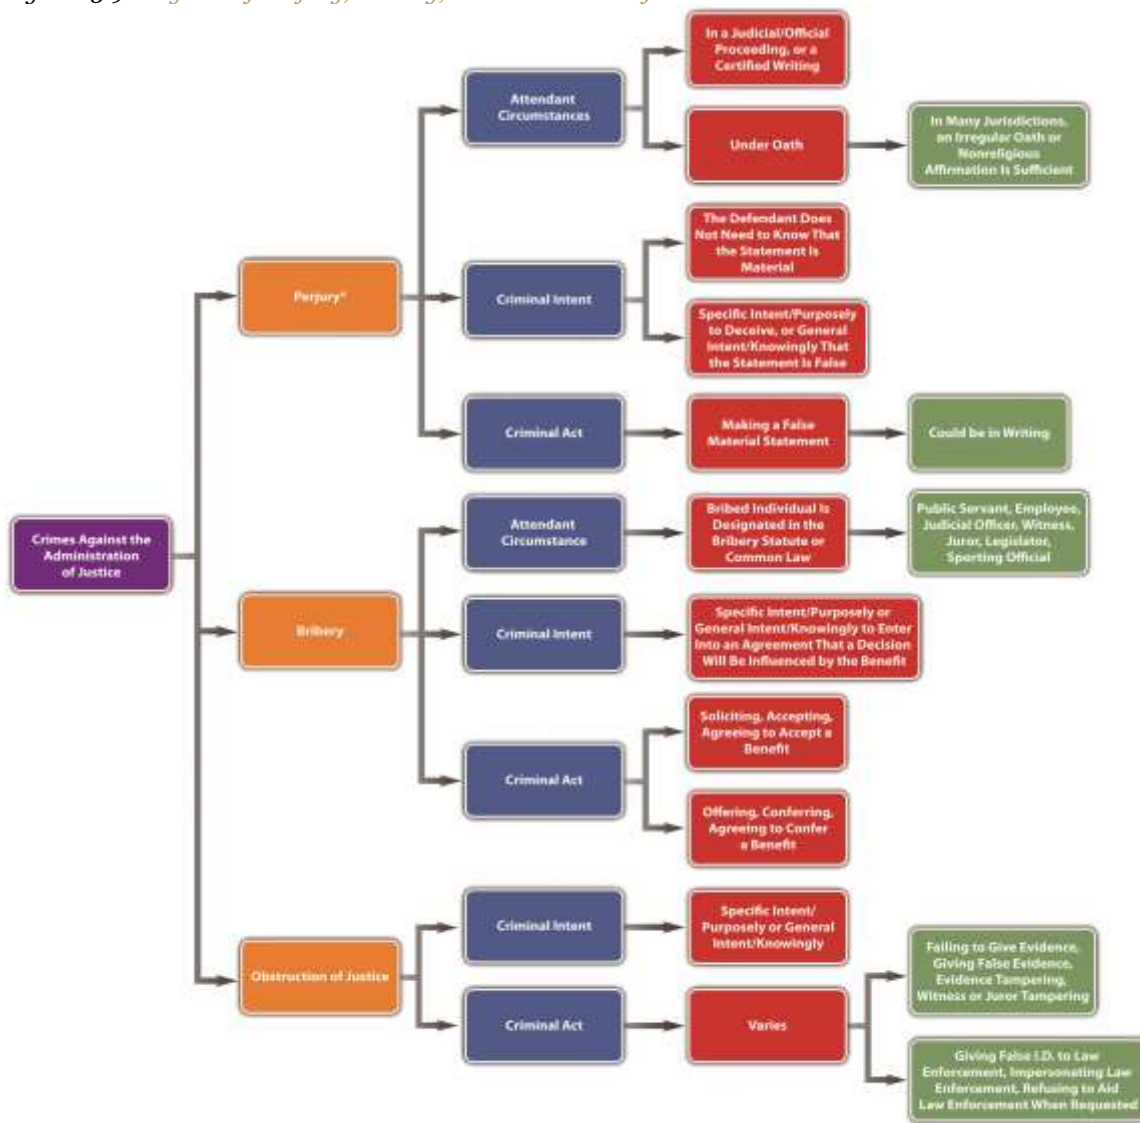 In a Judicial/Official
Proceeding, or a
Certified Writing
Attendant
Circumstances
Under Oath
In Many Jurisdictions,
an Irregular Oath or
Nonreligious
Affirmation Is Sufficient
The Defendant Does
Not Need to Know That
the Statement Is
Material
Perjury*
Criminal Intent
Specific Intent/Purposely
to Deceive, or General
Intent/Knowingly That
the Statement Is False
Criminal Act
Making a False
Material Statement
Could be in Writing
Crimes Against the
Administration
of Justice
Attendant
Circumstance
Bribed Individual Is
Designated in the
Bribery Statute or
Common Law
Public Servant, Employee,
Judicial Officer, Witness,
Juror, Legislator,
Sporting Official
Bribery
Criminal Intent
Specific Intent/Purposely or
General Intent/Knowingly to Enter
Into an Agreement That a Decision
Will Be Influenced by the Benefit
Soliciting, Accepting,
Agreeing to Accept a
Benefit
Criminal Act
Offering, Conferring,
Agreeing to Confer
a Benefit
Criminal Intent
Specific Intent/
Purposely or General
Intent/Knowingly
Obstruction of Justice
Failing to Give Evidence,
Giving False Evidence,
Evidence Tampering,
Witness or Juror Tampering
Criminal Act
Varies
Giving False I.D. to Law
Enforcement, Impersonating Law
Enforcement, Refusing to Aid
Law Enforcement When Requested